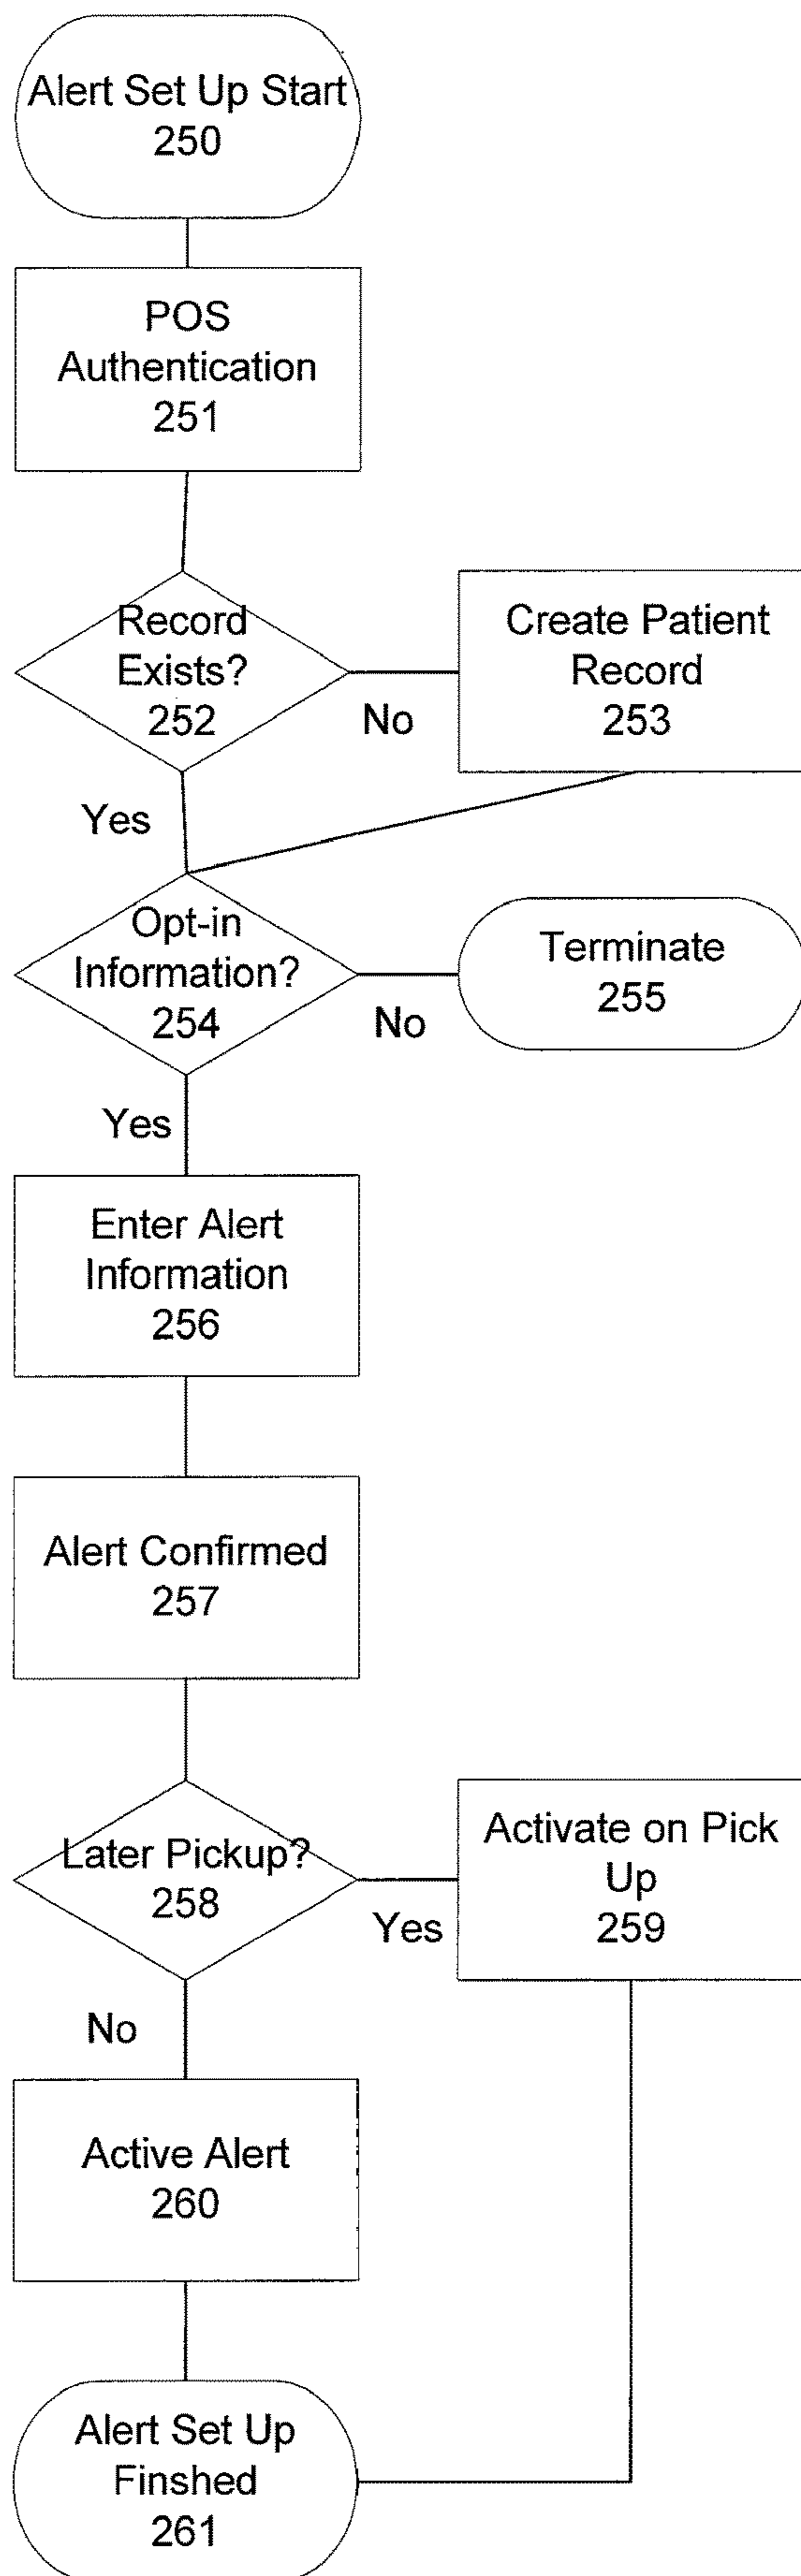 Alert Set Up Start
250
POS
Authentication
251
Record
Exists?
252
No
Create Patient
Record
253
Yes
Opt-in
Information?
254
No
Terminate
255
Yes
Enter Alert
Information
256
Alert Confirmed
257
Later Pickup?
258
Yes
Activate on Pick
Up
259
No
Active Alert
260
Alert Set Up
Finshed
261